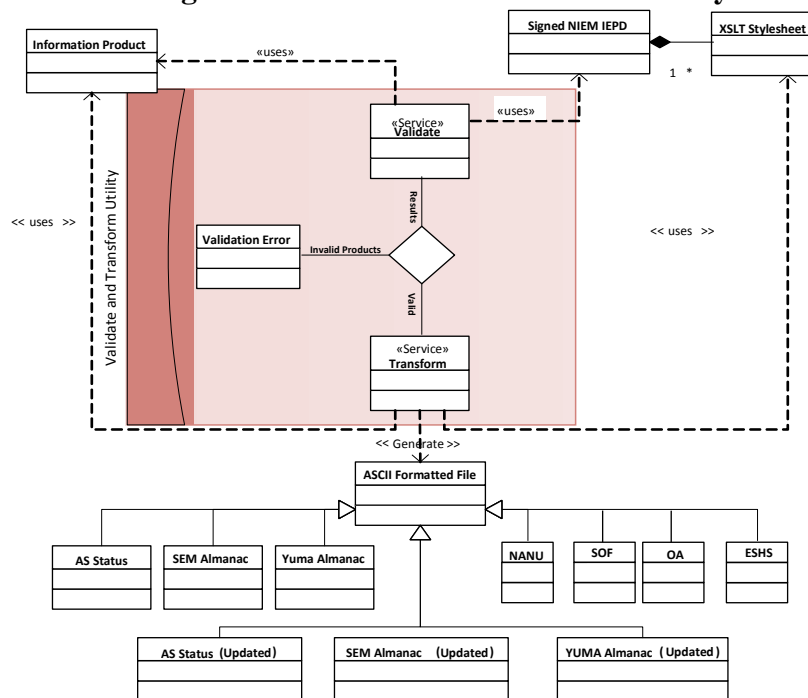 Information Product
Signed NIEM IEPD
XSLT Stylesheet
«uses»
1 *
«uses»
«Service»
Validate
Validate and Transform Utility
<< uses >>
<< uses >>
Results
Validation Error
Invalid Products
Valid
«Service»
Transform
<< Generate >>
ASCII Formatted File
AS Status
SEM Almanac
Yuma Almanac
NANU
SOF
OA
ESHS
AS Status (Updated)
SEM Almanac (Updated)
YUMA Almanac (Updated)